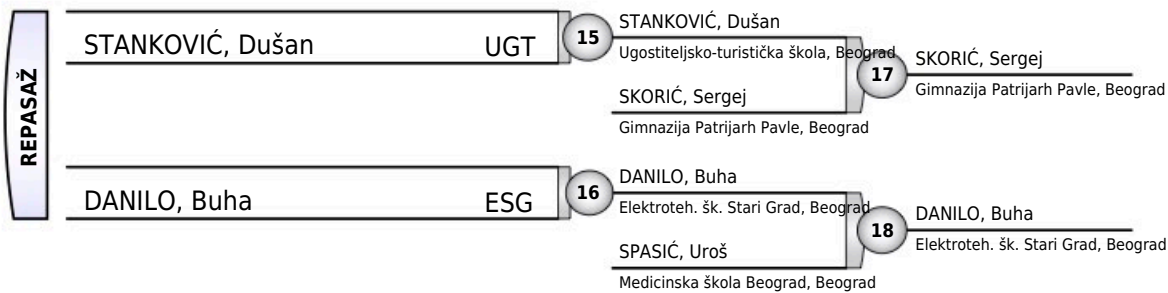 REPASAŽ
STANKOVIĆ, Dušan UGT
15
STANKOVIĆ, Dušan
Ugostiteljsko-turistička škola, Beograd
SKORIĆ, Sergej
Gimnazija Patrijarh Pavle, Beograd
17
SKORIĆ, Sergej
Gimnazija Patrijarh Pavle, Beograd
DANILO, Buha ESG
16
DANILO, Buha
Elektroteh. šk. Stari Grad, Beograd
SPASIĆ, Uroš
Medicinska škola Beograd, Beograd
18
DANILO, Buha
Elektroteh. šk. Stari Grad, Beograd